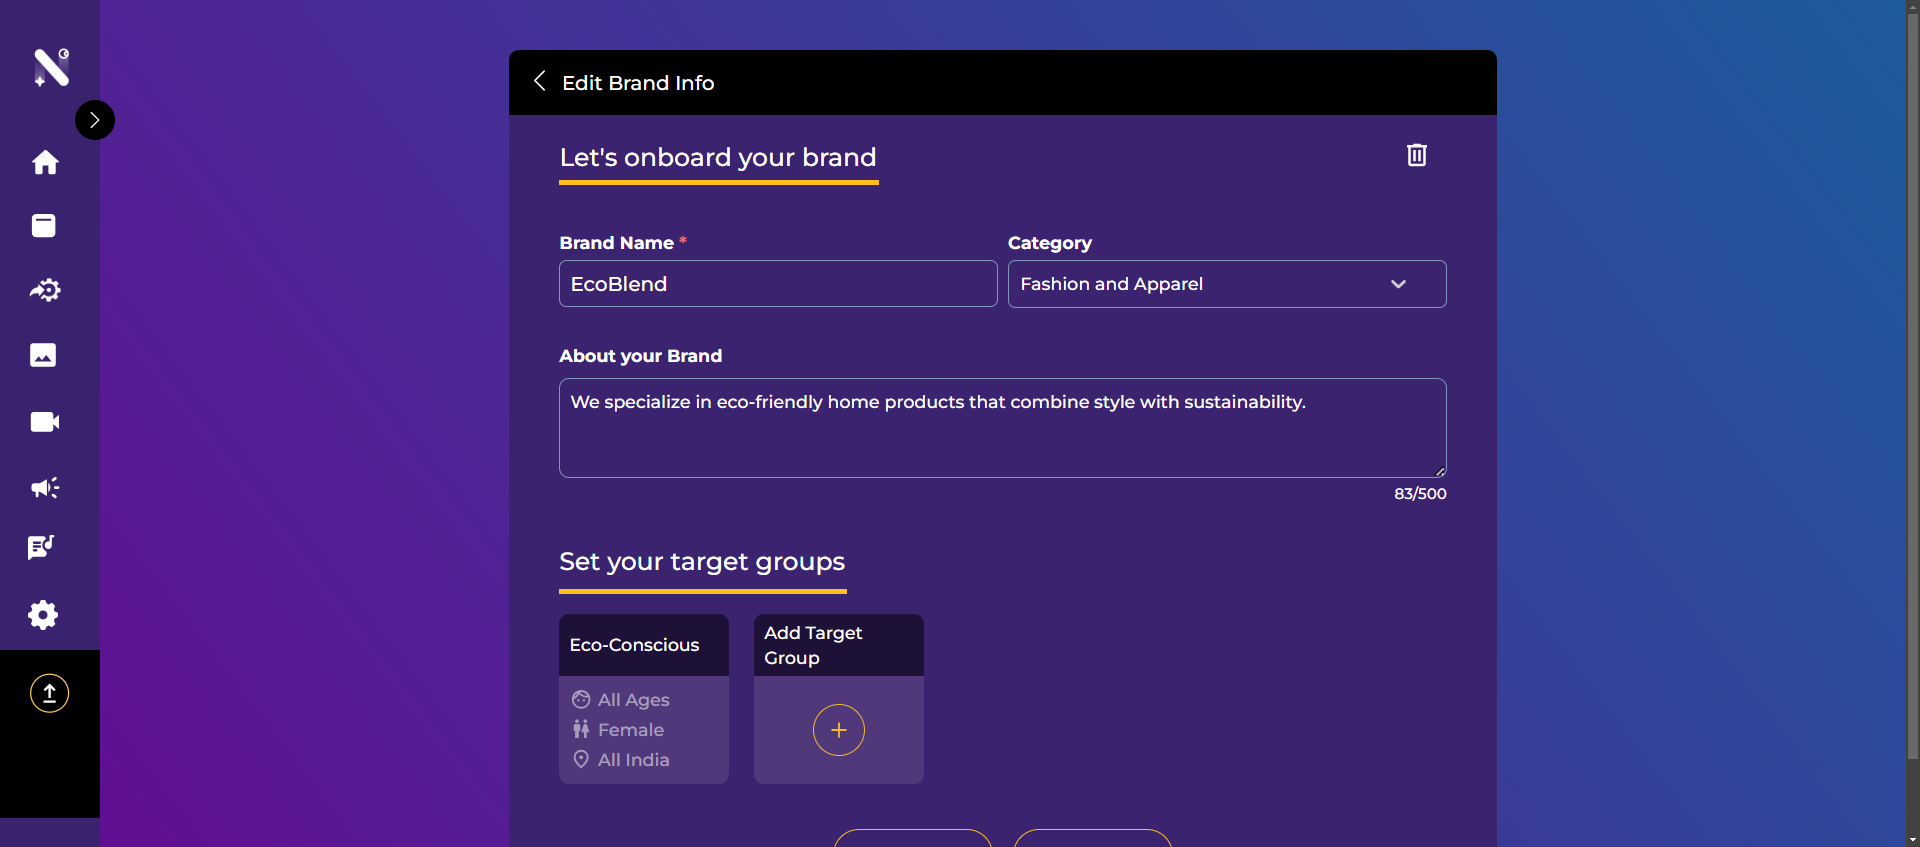 Edit Brand Info
Let's onboard your brand
Brand Name *
Category
EcoBlend
Fashion and Apparel
About your Brand
We specialize in eco-friendly home products that combine style with sustainability.
83/500
Set your target groups
Eco-Conscious
All Ages
Female
All India
Add Target
Group